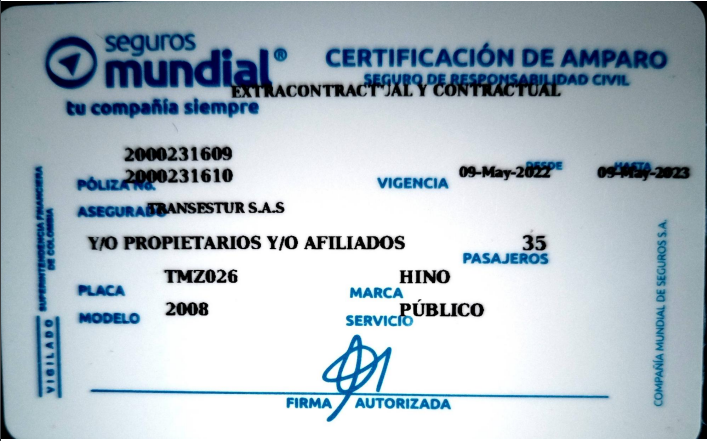 seguros
mundial®
tu compañía siempre
CERTIFICACIÓN DE AMPARO
SEGURO DE RESPONSABILIDAD CIVIL
EXTRACONTRACTUAL Y CONTRACTUAL
2000231609
PÓLIZA No. 2000231610
VIGENCIA DESDE 09-May-2022 HASTA 09-May-2023
ASEGURADO TRANSESTUR S.A.S
Y/O PROPIETARIOS Y/O AFILIADOS
PASAJEROS 35
PLACA TMZ026 MARCA HINO
MODELO 2008 SERVICIO PÚBLICO
FIRMA AUTORIZADA
VIGILADO SUPERINTENDENCIA FINANCIERA DE COLOMBIA
COMPAÑÍA MUNDIAL DE SEGUROS S.A.